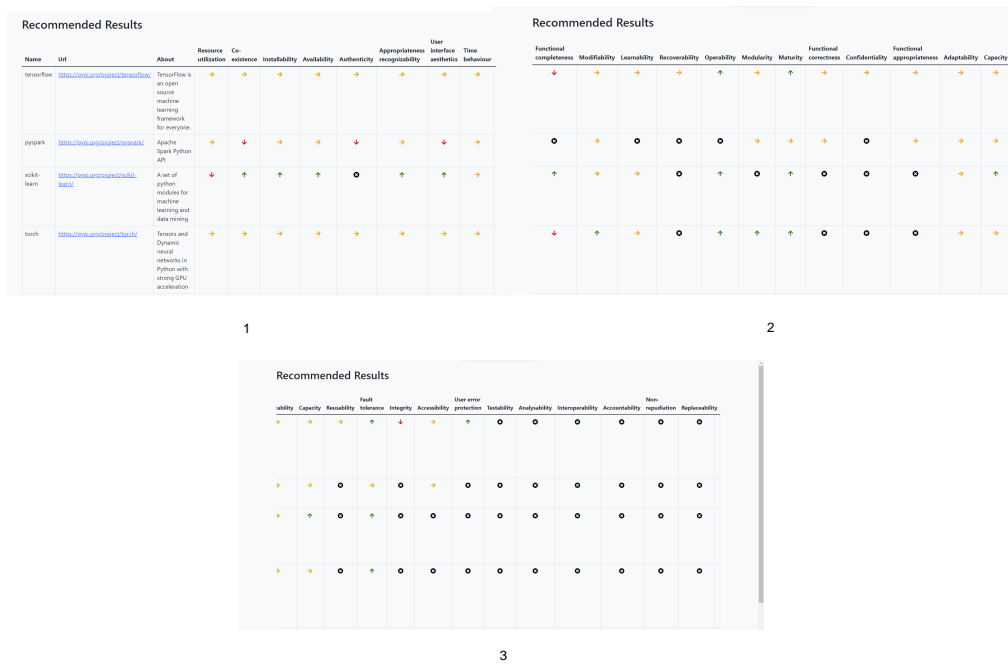 Recommended Results
Name Url About Resource utilization Co-existence Installability Availability Authenticity Appropriateness recognizability User interface aesthetics Time behaviour
tensorflow https://pypi.org/project/tensorflow/ TensorFlow is
an open
source
machine
learning
framework
for everyone.
pyspark https://pypi.org/project/pyspark/ Apache
Spark Python
API
scikit-learn https://pypi.org/project/scikit-learn/ A set of
python
modules for
machine
learning and
data mining
torch https://pypi.org/project/torch/ Tensors and
Dynamic
neural
networks in
Python with
strong GPU
acceleration
1
Recommended Results
Functional completeness Modifiability Learnability Recoverability Operability Modularity Maturity Functional correctness Confidentiality Functional appropriateness Adaptability Capacity
2
Recommended Results
tability Capacity Reusability Fault tolerance Integrity Accessibility User error protection Testability Analysability Interoperability Accountability Non-repudiation Replaceability
3